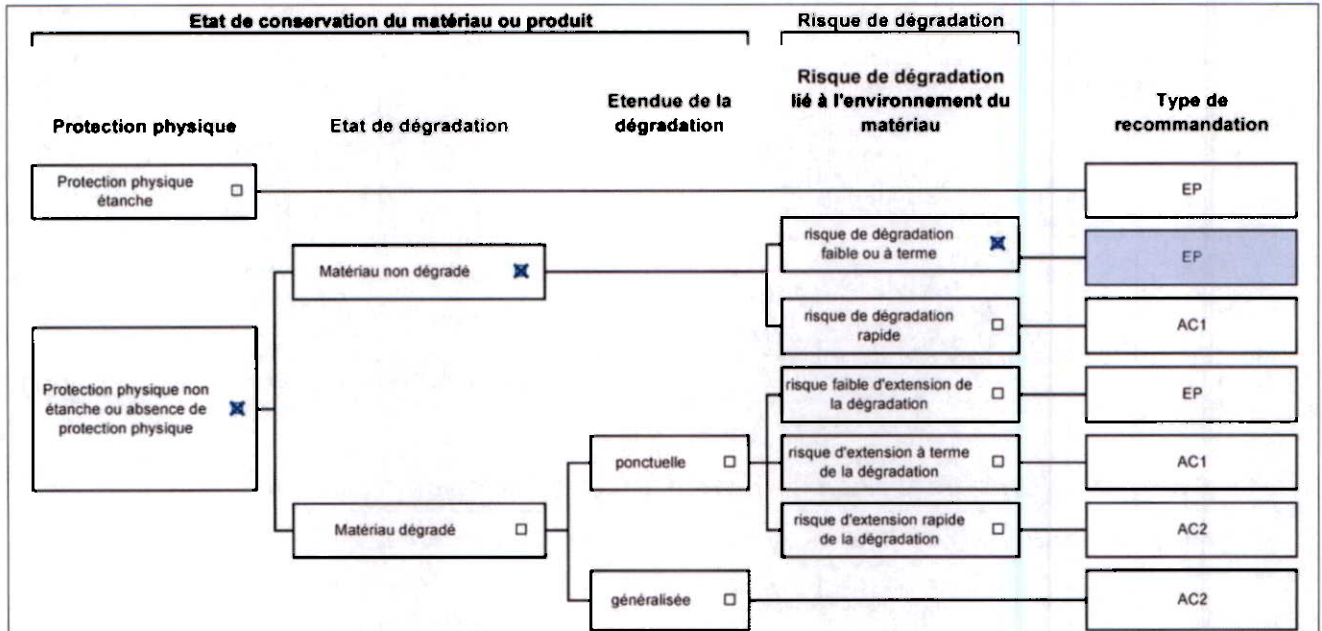 Etat de conservation du matériau ou produit
Risque de dégradation
Protection physique
Etat de dégradation
Etendue de la
dégradation
Risque de dégradation
lié à l'environnement du
matériau
Type de
recommandation
Protection physique
étanche
EP
risque de dégradation
faible ou à terme
EP
Matériau non dégradé
risque de dégradation
rapide
AC1
Protection physique non
étanche ou absence de
protection physique
risque faible d'extension de
la dégradation
EP
ponctuelle
risque d'extension à terme
de la dégradation
AC1
Matériau dégradé
risque d'extension rapide
de la dégradation
AC2
généralisée
AC2